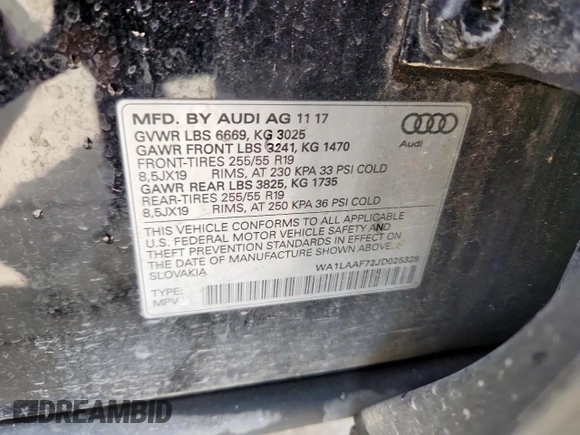 MFD. BY AUDI AG 11 17
GVWR LBS 6669, KG 3025
GAWR FRONT LBS 3241, KG 1470
FRONT-TIRES 255/55 R19
8,5JX19 RIMS, AT 230 KPA 33 PSI COLD
GAWR REAR LBS 3825, KG 1735
REAR-TIRES 255/55 R19
8,5JX19 RIMS, AT 250 KPA 36 PSI COLD
THIS VEHICLE CONFORMS TO ALL APPLICABLE
U.S. FEDERAL MOTOR VEHICLE SAFETY AND
THEFT PREVENTION STANDARDS IN EFFECT ON
THE DATE OF MANUFACTURE SHOWN ABOVE.
SLOVAKIA
WA1LAAF72JD025328
TYPE:
MPV
Audi
DREAMBID